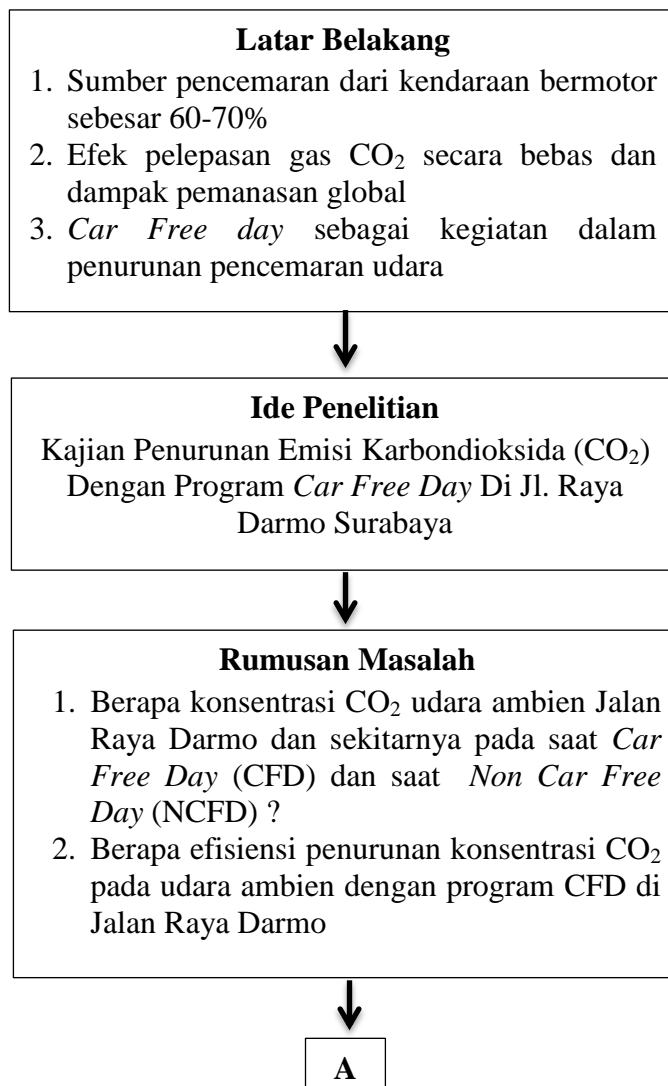 Latar Belakang
1. Sumber pencemaran dari kendaraan bermotor
sebesar 60-70%
2. Efek pelepasan gas CO₂ secara bebas dan
dampak pemanasan global
3. Car Free day sebagai kegiatan dalam
penurunan pencemaran udara
Ide Penelitian
Kajian Penurunan Emisi Karbondioksida (CO₂)
Dengan Program Car Free Day Di Jl. Raya
Darmo Surabaya
Rumusan Masalah
1. Berapa konsentrasi CO₂ udara ambien Jalan
Raya Darmo dan sekitarnya pada saat Car
Free Day (CFD) dan saat Non Car Free
Day (NCFD) ?
2. Berapa efisiensi penurunan konsentrasi CO₂
pada udara ambien dengan program CFD di
Jalan Raya Darmo
A